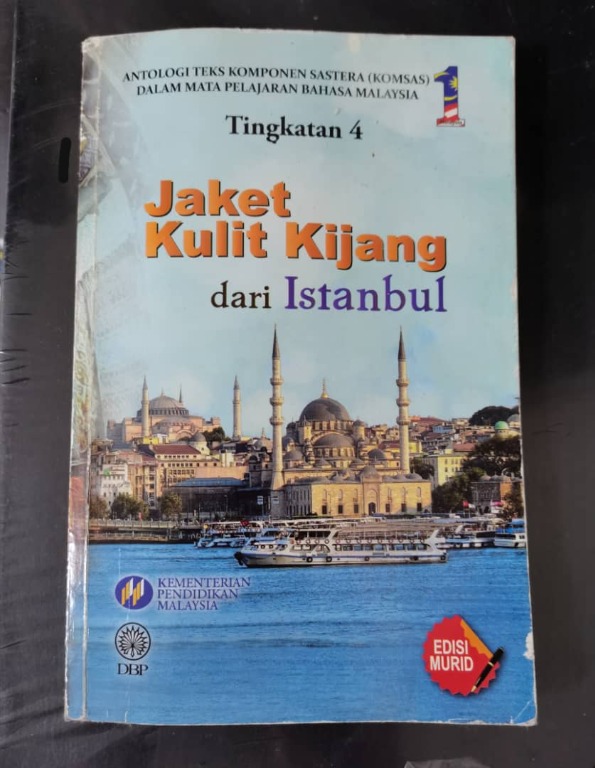 ANTOLOGI TEKS KOMPONEN SASTERA (KOMSAS)
DALAM MATA PELAJARAN BAHASA MALAYSIA
1
Tingkatan 4
Jaket
Kulit Kijang
dari Istanbul
KEMENTERIAN
PENDIDIKAN
MALAYSIA
DBP
EDISI
MURID